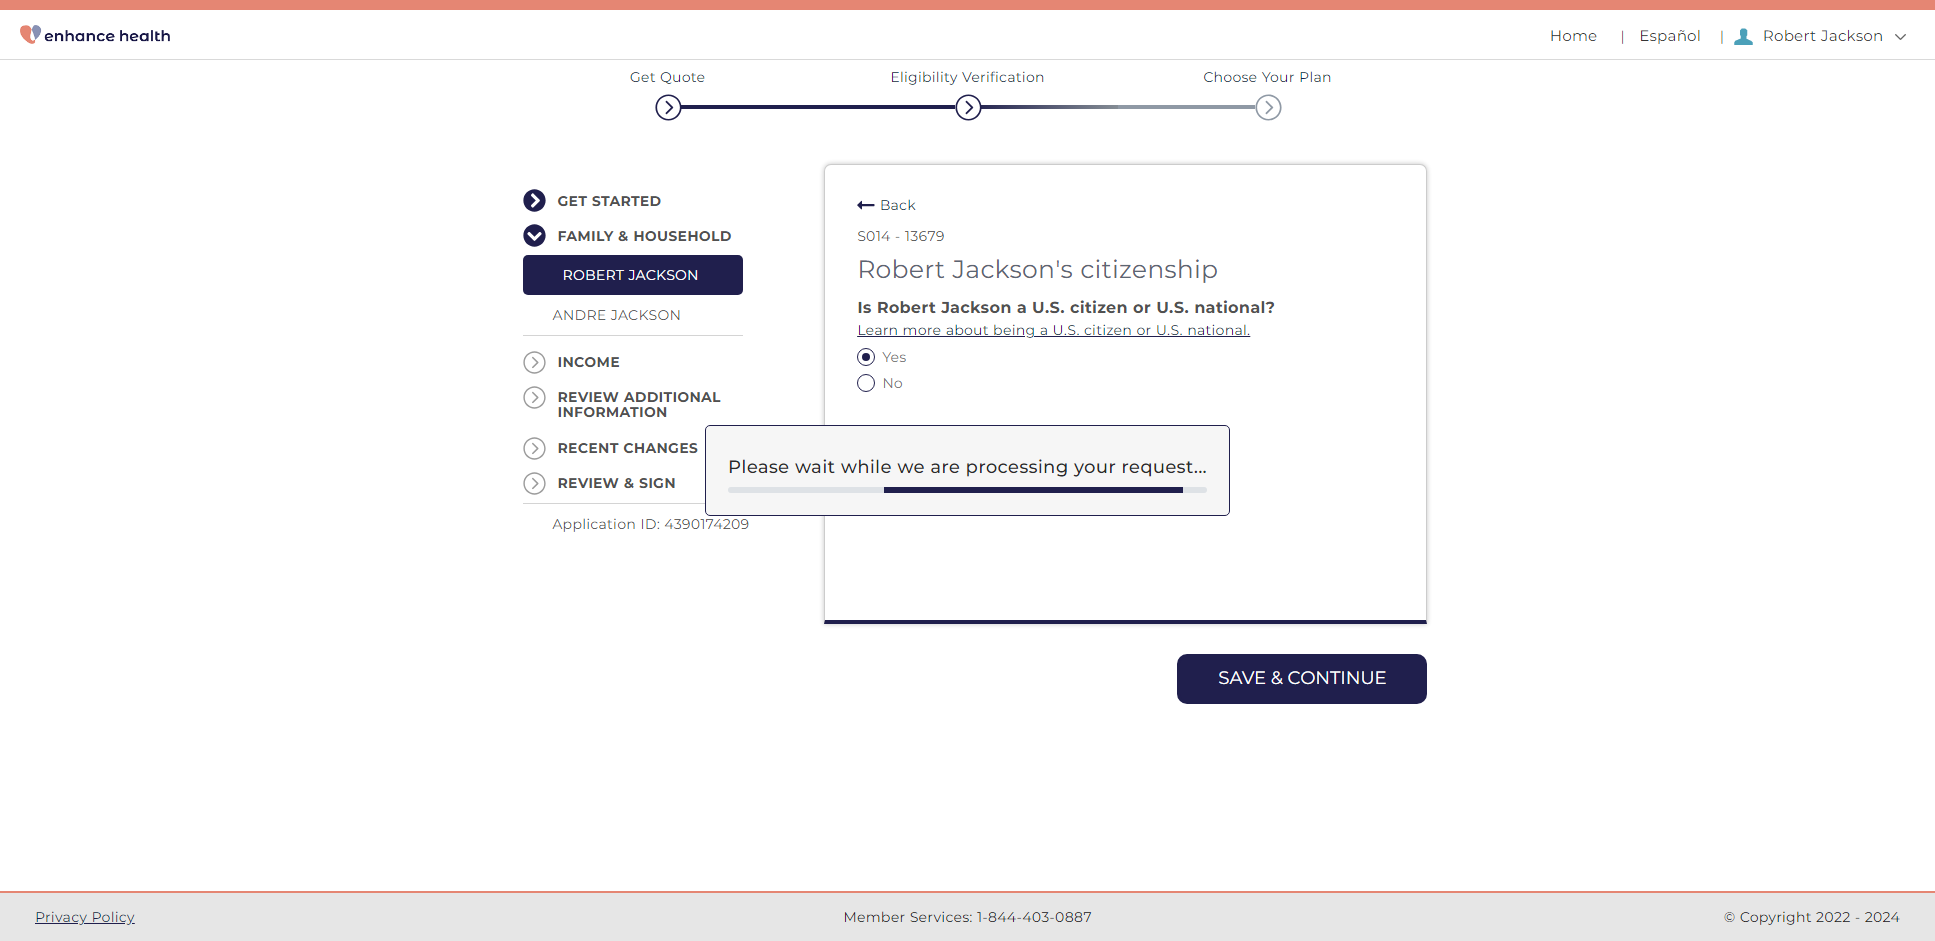 enhance health
Home | Español | Robert Jackson
Get Quote
Eligibility Verification
Choose Your Plan
GET STARTED
FAMILY & HOUSEHOLD
ROBERT JACKSON
ANDRE JACKSON
INCOME
REVIEW ADDITIONAL
INFORMATION
RECENT CHANGES
REVIEW & SIGN
Application ID: 4390174209
Back
S014 - 13679
Robert Jackson's citizenship
Is Robert Jackson a U.S. citizen or U.S. national?
Learn more about being a U.S. citizen or U.S. national.
Yes
No
Please wait while we are processing your request...
SAVE & CONTINUE
Privacy Policy
Member Services: 1-844-403-0887
© Copyright 2022 - 2024